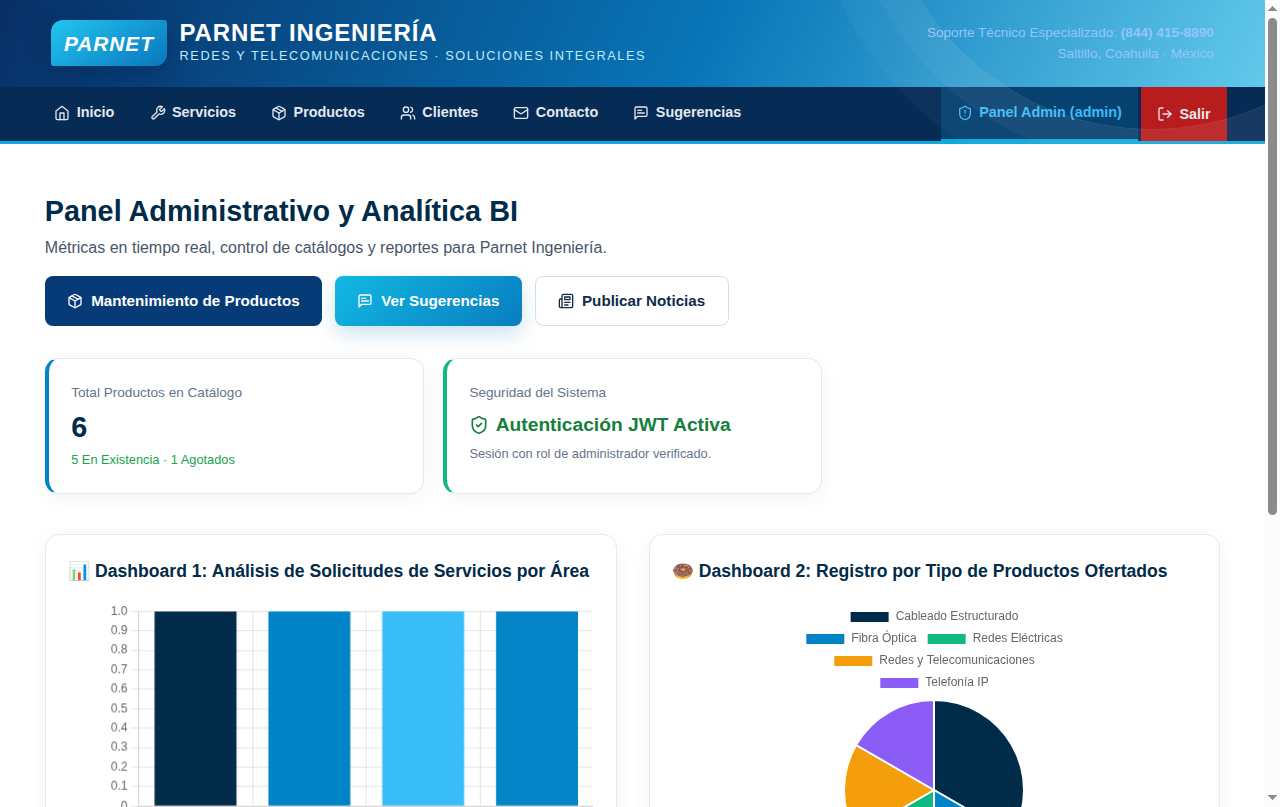 PARNET
PARNET INGENIERÍA
REDES Y TELECOMUNICACIONES · SOLUCIONES INTEGRALES
Soporte Técnico Especializado: (844) 415-8890
Saltillo, Coahuila · México
Inicio
Servicios
Productos
Clientes
Contacto
Sugerencias
Panel Admin (admin)
Salir
Panel Administrativo y Analítica BI
Métricas en tiempo real, control de catálogos y reportes para Parnet Ingeniería.
Mantenimiento de Productos
Ver Sugerencias
Publicar Noticias
Total Productos en Catálogo
6
5 En Existencia · 1 Agotados
Seguridad del Sistema
Autenticación JWT Activa
Sesión con rol de administrador verificado.
Dashboard 1: Análisis de Solicitudes de Servicios por Área
1.0
0.9
0.8
0.7
0.6
0.5
0.4
0.3
0.2
0.1
0
Dashboard 2: Registro por Tipo de Productos Ofertados
Cableado Estructurado
Fibra Óptica
Redes Eléctricas
Redes y Telecomunicaciones
Telefonía IP